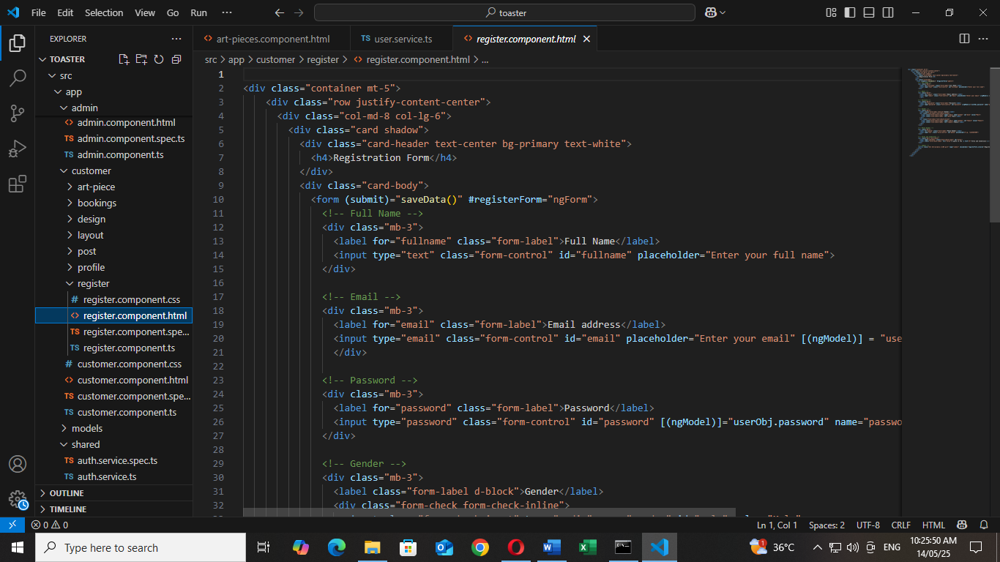 File Edit Selection View Go Run ···
toaster
EXPLORER ···
TOASTER
src
app
admin
<> admin.component.html
TS admin.component.spec.ts
TS admin.component.ts
customer
art-piece
bookings
design
layout
post
profile
register
# register.component.css
<> register.component.html
TS register.component.spe...
TS register.component.ts
# customer.component.css
<> customer.component.html
TS customer.component.spe...
TS customer.component.ts
models
shared
TS auth.service.spec.ts
TS auth.service.ts
OUTLINE
TIMELINE
<> art-pieces.component.html TS user.service.ts <> register.component.html ×
src > app > customer > register > <> register.component.html > ...
1
2 <div class="container mt-5">
3 <div class="row justify-content-center">
4 <div class="col-md-8 col-lg-6">
5 <div class="card shadow">
6 <div class="card-header text-center bg-primary text-white">
7 <h4>Registration Form</h4>
8 </div>
9 <div class="card-body">
10 <form (submit)="saveData()" #registerForm="ngForm">
11 <!-- Full Name -->
12 <div class="mb-3">
13 <label for="fullname" class="form-label">Full Name</label>
14 <input type="text" class="form-control" id="fullname" placeholder="Enter your full name">
15 </div>
16
17 <!-- Email -->
18 <div class="mb-3">
19 <label for="email" class="form-label">Email address</label>
20 <input type="email" class="form-control" id="email" placeholder="Enter your email" [(ngModel)] = "use
21 </div>
22
23 <!-- Password -->
24 <div class="mb-3">
25 <label for="password" class="form-label">Password</label>
26 <input type="password" class="form-control" id="password" [(ngModel)]="userObj.password" name="passwo
27 </div>
28
29 <!-- Gender -->
30 <div class="mb-3">
31 <label class="form-label d-block">Gender</label>
32 <div class="form-check form-check-inline">
0 0 Ln 1, Col 1 Spaces: 2 UTF-8 CRLF HTML
Type here to search
36°C ENG 10:25:50 AM
14/05/25